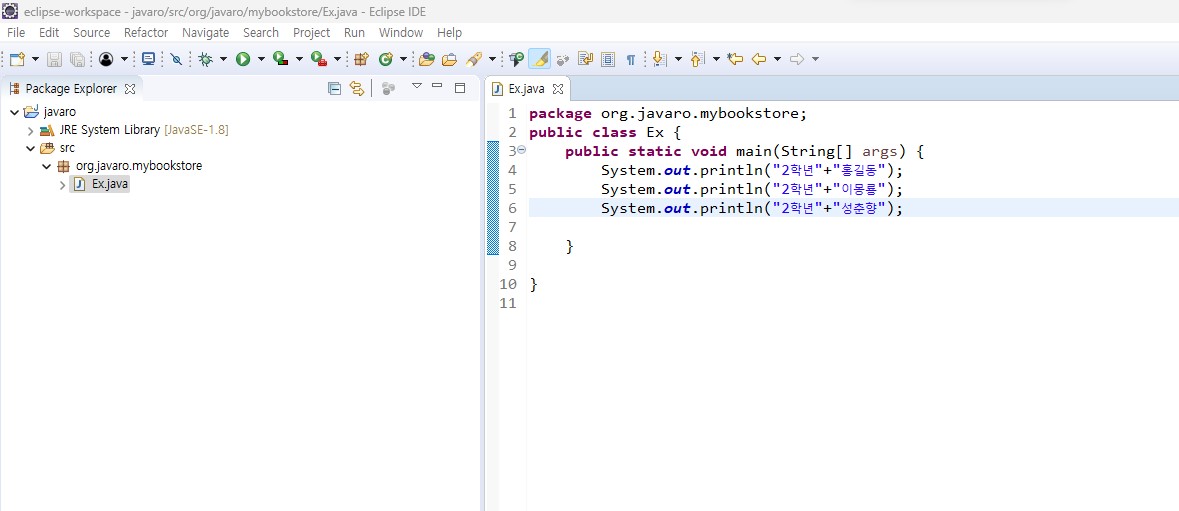 eclipse-workspace - javaro/src/org/javaro/mybookstore/Ex.java - Eclipse IDE
File Edit Source Refactor Navigate Search Project Run Window Help
Package Explorer
javaro
JRE System Library [JavaSE-1.8]
src
org.javaro.mybookstore
Ex.java
Ex.java
1 package org.javaro.mybookstore;
2 public class Ex {
3 public static void main(String[] args) {
4 System.out.println("2학년"+"홍길동");
5 System.out.println("2학년"+"이몽룡");
6 System.out.println("2학년"+"성춘향");
7
8 }
9
10 }
11